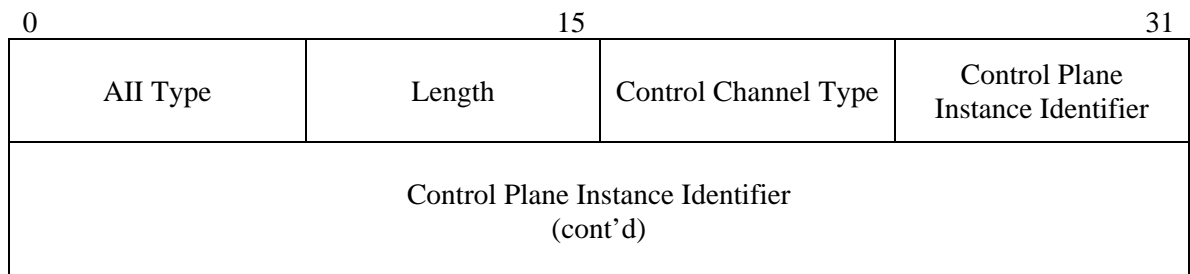 0 15 31
AII Type Length Control Channel Type Control Plane
Instance Identifier
Control Plane Instance Identifier
(cont’d)